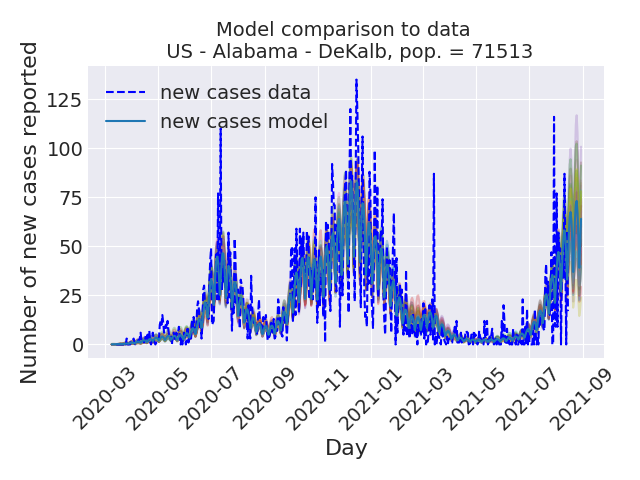 Model comparison to data
US - Alabama - DeKalb, pop. = 71513
Number of new cases reported
125
100
75
50
25
0
new cases data
new cases model
2020-03
2020-05
2020-07
2020-09
2020-11
2021-01
2021-03
2021-05
2021-07
2021-09
Day